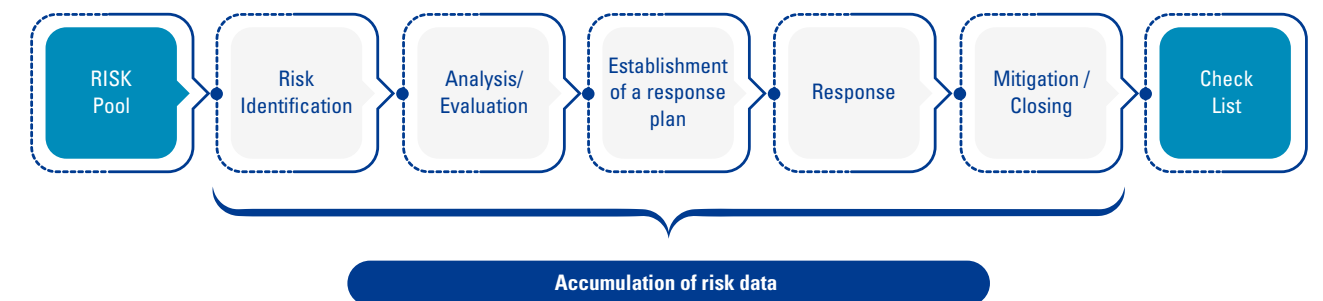 RISK
Pool
Risk
Identification
Analysis/
Evaluation
Establishment
of a response
plan
Response
Mitigation /
Closing
Check
List
Accumulation of risk data